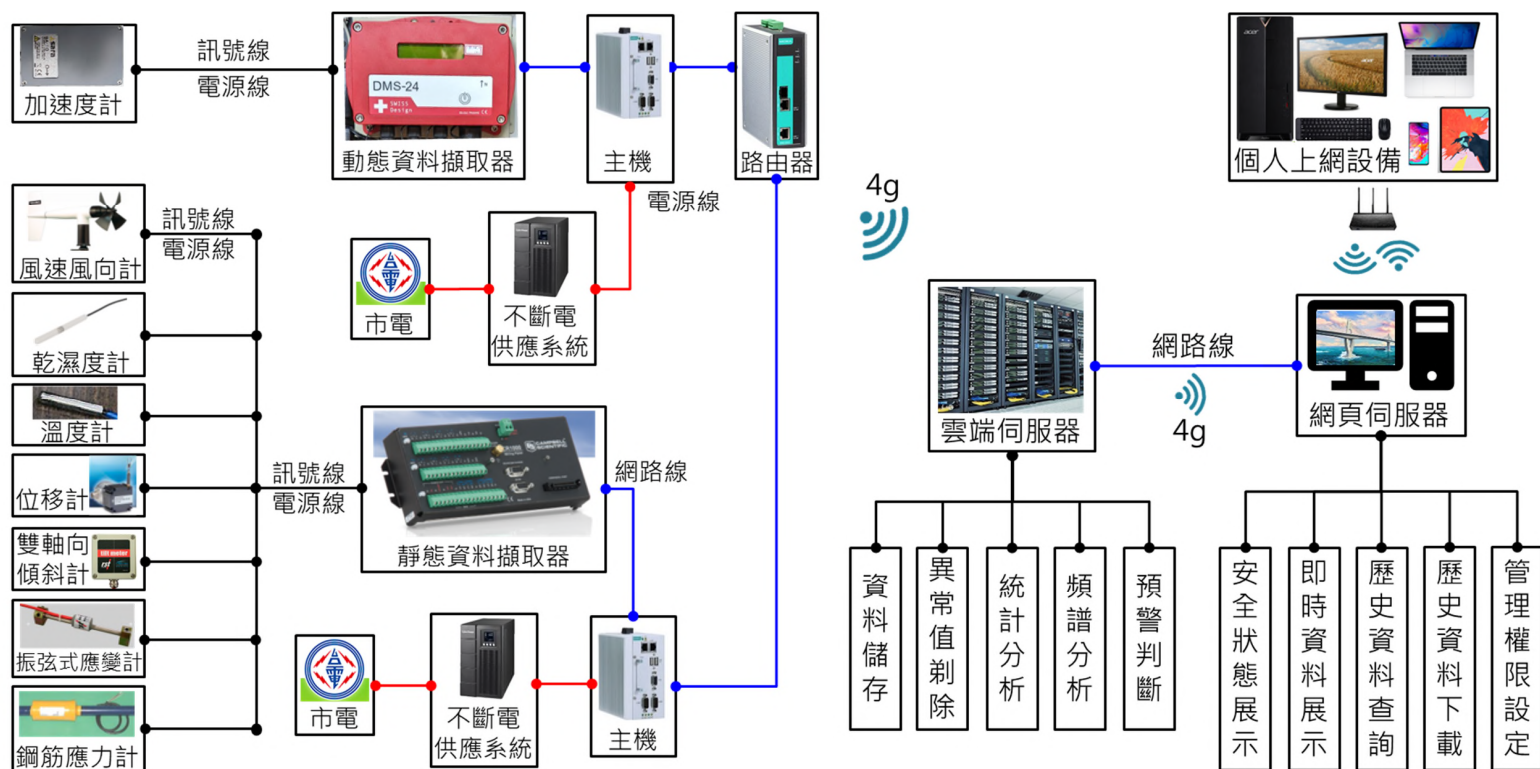 加速度計
訊號線
電源線
DMS-24
SWISS
Design
動態資料擷取器
主機
路由器
電源線
市電
不斷電
供應系統
風速風向計
訊號線
電源線
乾濕度計
溫度計
位移計
雙軸向
傾斜計
振弦式應變計
鋼筋應力計
訊號線
電源線
CAMPBELL
SCIENTIFIC
靜態資料擷取器
網路線
市電
不斷電
供應系統
主機
4g
acer
個人上網設備
雲端伺服器
網路線
4g
網頁伺服器
資料儲存
異常值剃除
統計分析
頻譜分析
預警判斷
安全狀態展示
即時資料展示
歷史資料查詢
歷史資料下載
管理權限設定